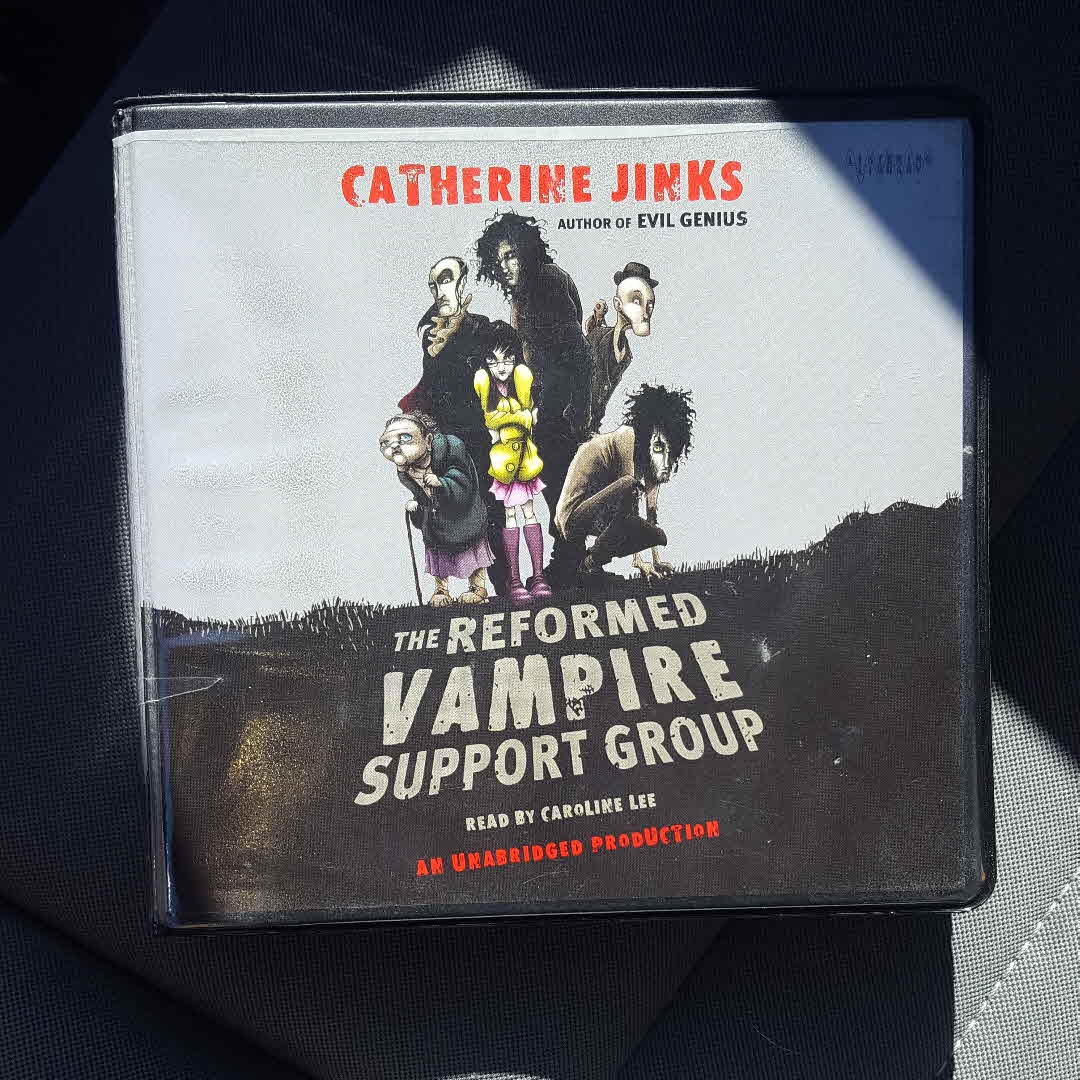 CATHERINE JINKS
AUTHOR OF EVIL GENIUS
THE REFORMED
VAMPIRE
SUPPORT GROUP
READ BY CAROLINE LEE
AN UNABRIDGED PRODUCTION